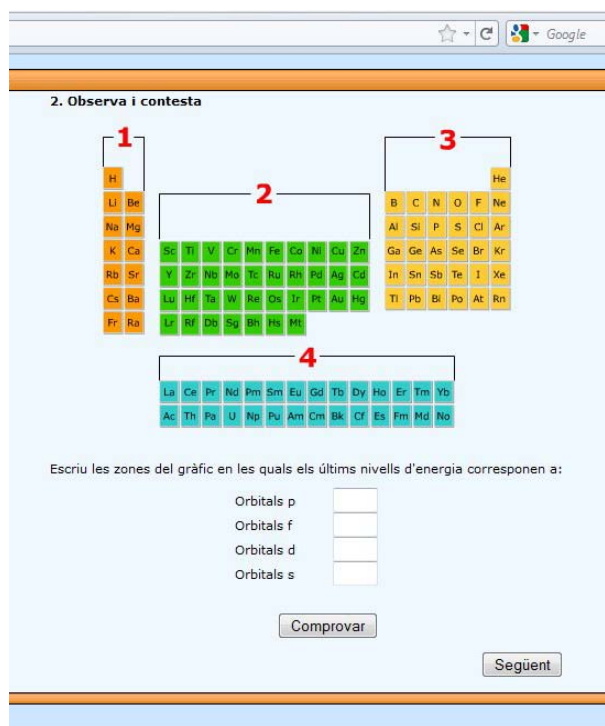 Google
2. Observa i contesta
1
3
H
He
2
Li Be
B C N O F Ne
Na Mg
Al Si P S Cl Ar
K Ca Sc Ti V Cr Mn Fe Co Ni Cu Zn Ga Ge As Se Br Kr
Rb Sr Y Zr Nb Mo Tc Ru Rh Pd Ag Cd In Sn Sb Te I Xe
Cs Ba Lu Hf Ta W Re Os Ir Pt Au Hg Tl Pb Bi Po At Rn
Fr Ra Lr Rf Db Sg Bh Hs Mt
4
La Ce Pr Nd Pm Sm Eu Gd Tb Dy Ho Er Tm Yb
Ac Th Pa U Np Pu Am Cm Bk Cf Es Fm Md No
Escriu les zones del gràfic en les quals els últims nivells d'energia corresponen a:
Orbitals p
Orbitals f
Orbitals d
Orbitals s
Comprovar
Següent